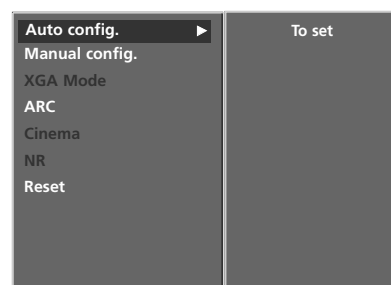 Auto config. ► To set
Manual config.
XGA Mode
ARC
Cinema
NR
Reset